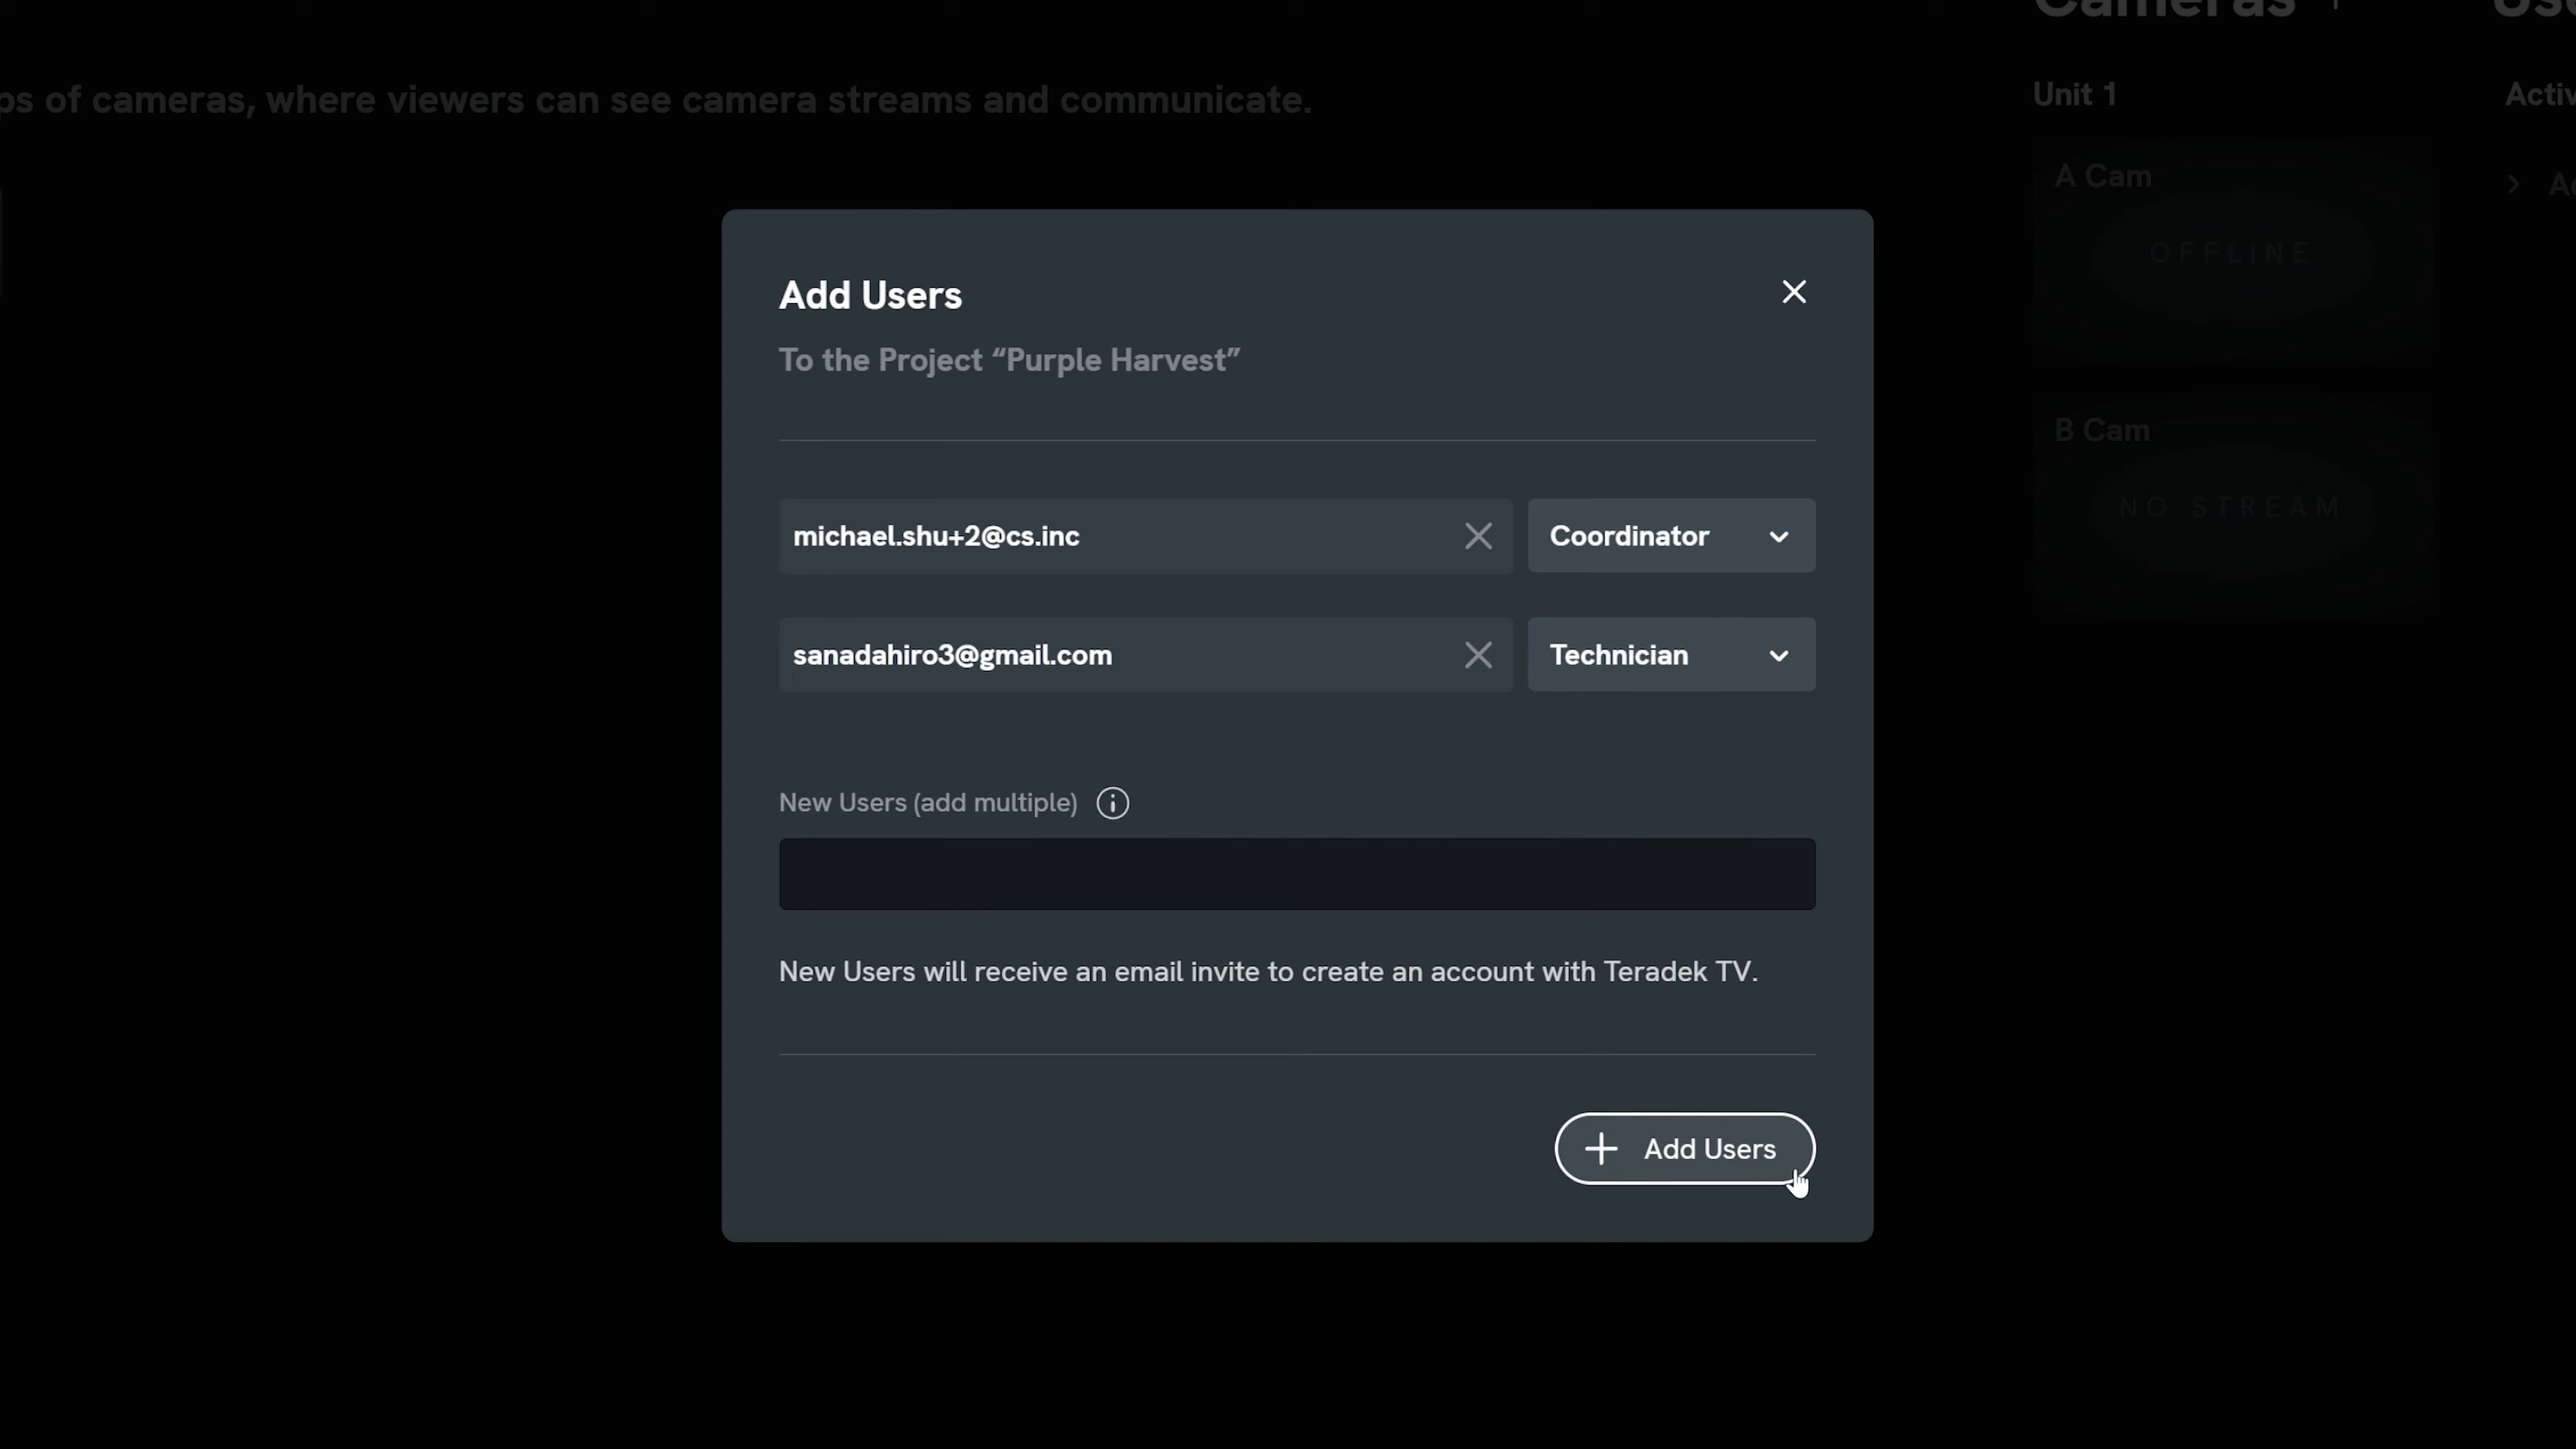 Cameras +
ps of cameras, where viewers can see camera streams and communicate.
Unit 1
Activ
A Cam
OFFLINE
B Cam
NO STREAM
Add Users
To the Project “Purple Harvest”
michael.shu+2@cs.inc
Coordinator
sanadahiro3@gmail.com
Technician
New Users (add multiple)
New Users will receive an email invite to create an account with Teradek TV.
Add Users